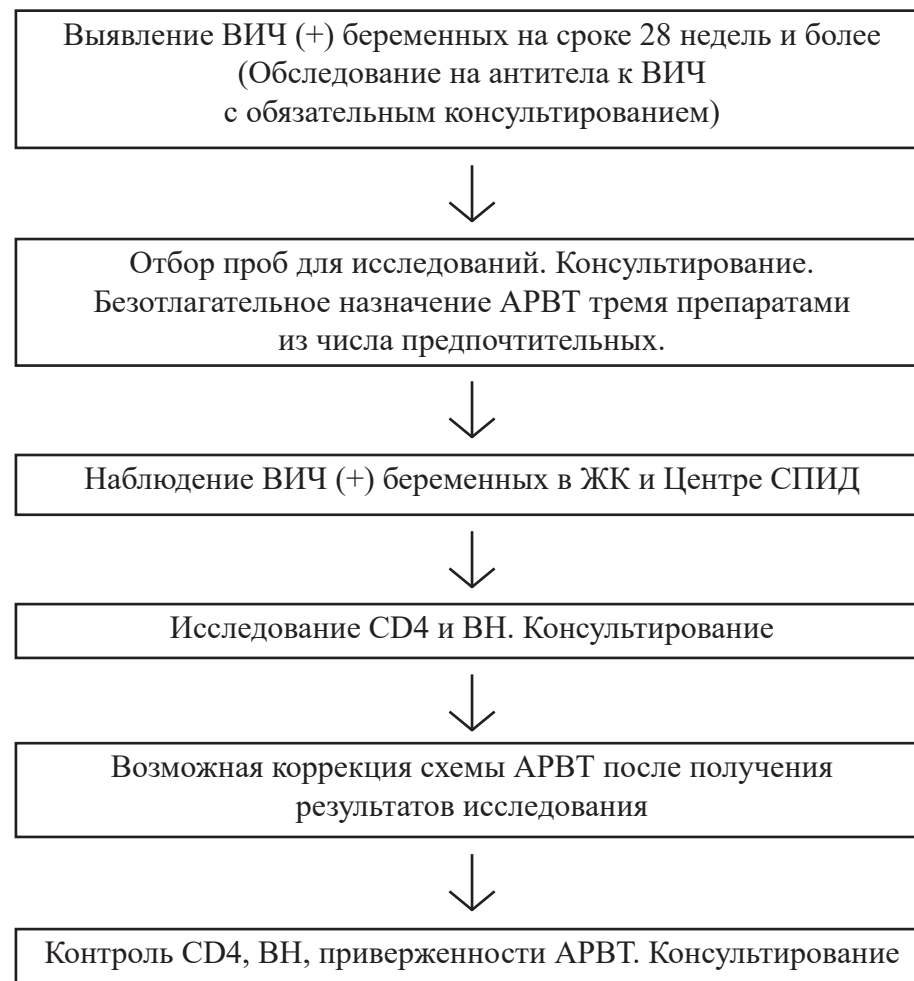 Выявление ВИЧ (+) беременных на сроке 28 недель и более
(Обследование на антитела к ВИЧ
с обязательным консультированием)
Отбор проб для исследований. Консультирование.
Безотлагательное назначение АРВТ тремя препаратами
из числа предпочтительных.
Наблюдение ВИЧ (+) беременных в ЖК и Центре СПИД
Исследование CD4 и ВН. Консультирование
Возможная коррекция схемы АРВТ после получения
результатов исследования
Контроль CD4, ВН, приверженности АРВТ. Консультирование